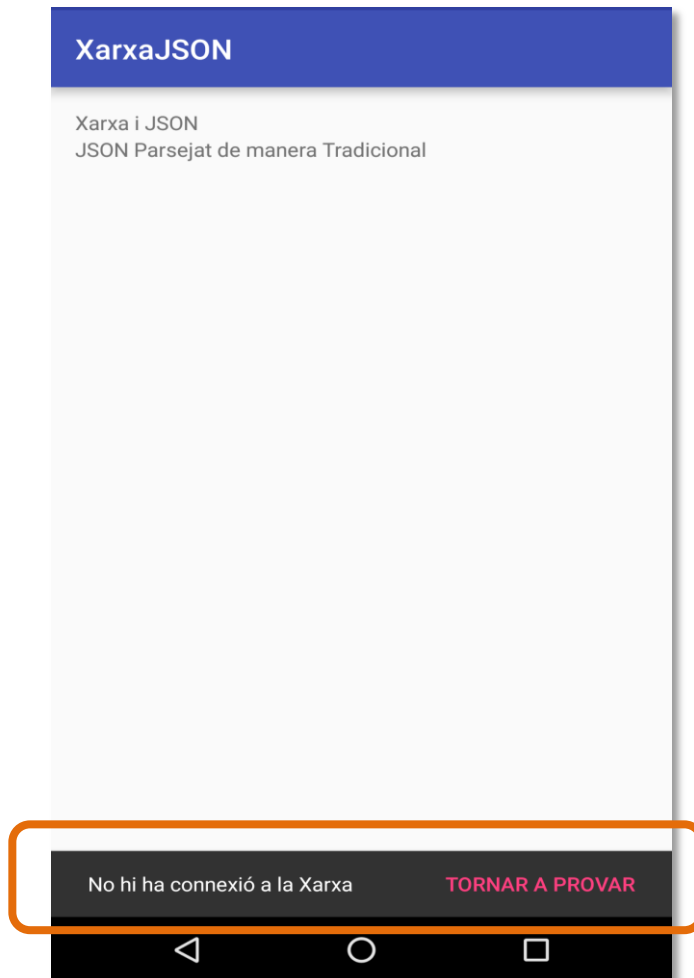 XarxaJSON
Xarxa i JSON
JSON Parsejat de manera Tradicional
No hi ha connexió a la Xarxa TORNAR A PROVAR